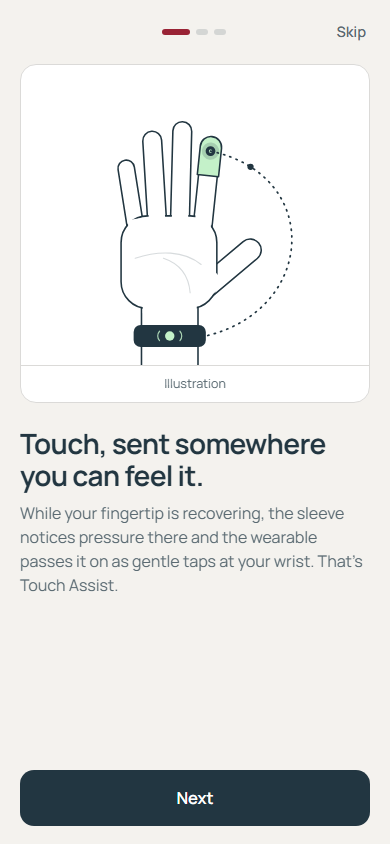 Skip
Illustration
Touch, sent somewhere
you can feel it.
While your fingertip is recovering, the sleeve
notices pressure there and the wearable
passes it on as gentle taps at your wrist. That's
Touch Assist.
Next